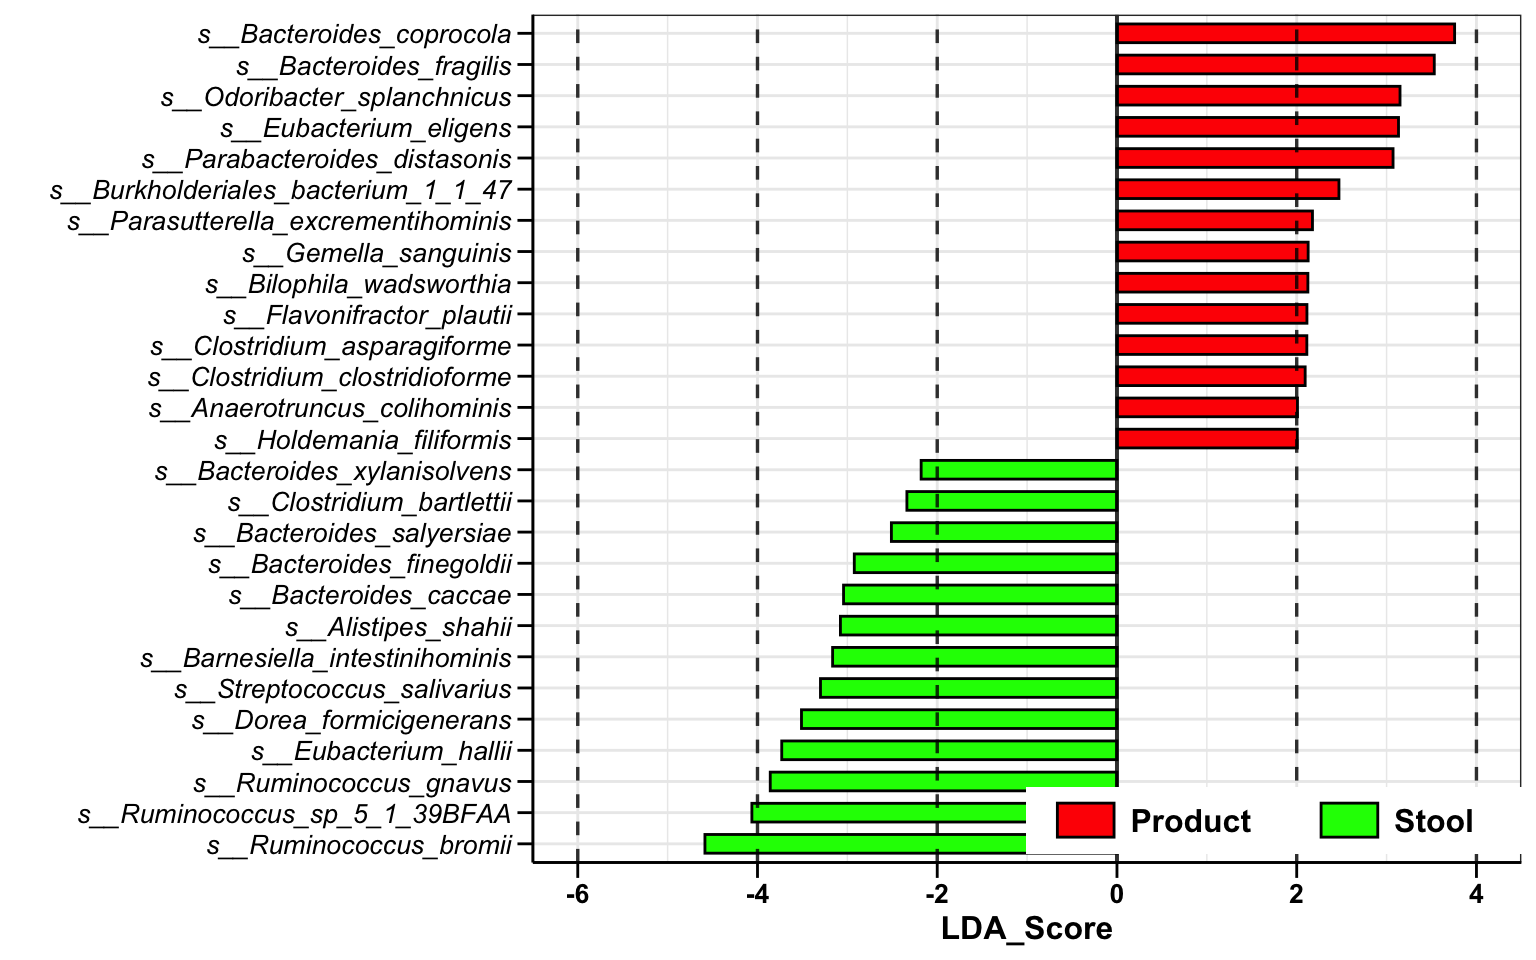 s__Bacteroides_coprocola
s__Bacteroides_fragilis
s__Odoribacter_splanchnicus
s__Eubacterium_eligens
s__Parabacteroides_distasonis
s__Burkholderiales_bacterium_1_1_47
s__Parasutterella_excrementihominis
s__Gemella_sanguinis
s__Bilophila_wadsworthia
s__Flavonifractor_plautii
s__Clostridium_asparagiforme
s__Clostridium_clostridioforme
s__Anaerotruncus_colihominis
s__Holdemania_filiformis
s__Bacteroides_xylanisolvens
s__Clostridium_bartlettii
s__Bacteroides_salyersiae
s__Bacteroides_finegoldii
s__Bacteroides_caccae
s__Alistipes_shahii
s__Barnesiella_intestinihominis
s__Streptococcus_salivarius
s__Dorea_formicigenerans
s__Eubacterium_hallii
s__Ruminococcus_gnavus
s__Ruminococcus_sp_5_1_39BFAA
s__Ruminococcus_bromii
Product Stool
-6 -4 -2 0 2 4
LDA_Score